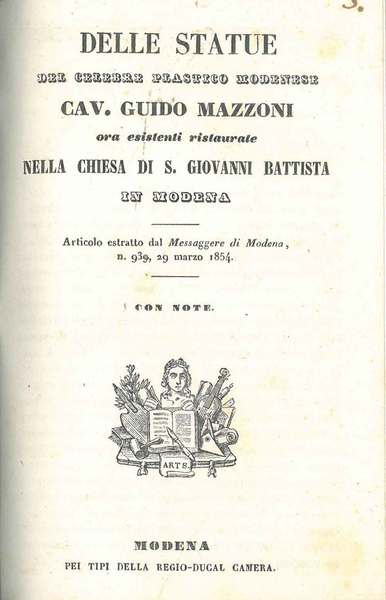 DELLE STATUE
DEL CELEBRE PLASTICO MODENESE
CAV. GUIDO MAZZONI
ora esistenti ristaurate
NELLA CHIESA DI S. GIOVANNI BATTISTA
IN MODENA
Articolo estratto dal Messaggere di Modena,
n. 939, 29 marzo 1854.
CON NOTE.
ARTS.
MODENA
PEI TIPI DELLA REGIO-DUCAL CAMERA.